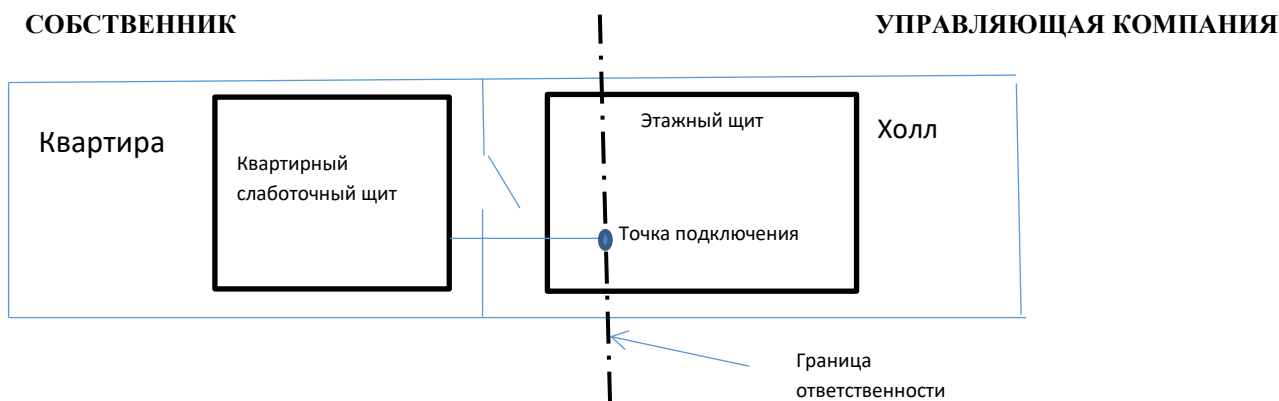 СОБСТВЕННИК
УПРАВЛЯЮЩАЯ КОМПАНИЯ
Квартира
Квартирный
слаботочный щит
Этажный щит
Холл
Точка подключения
Граница
ответственности